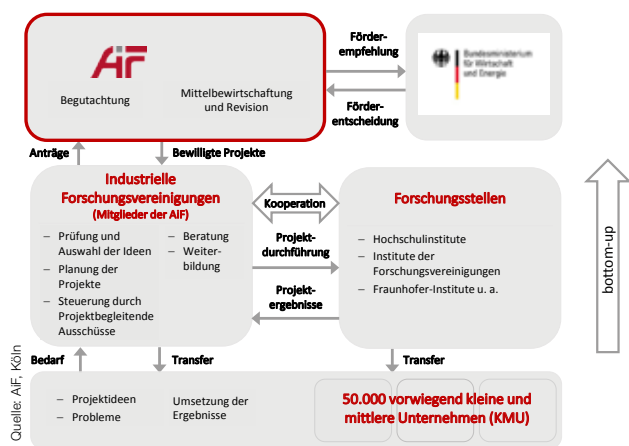 AiF
Begutachtung
Mittelbewirtschaftung
und Revision
Förder-
empfehlung
Förder-
entscheidung
Bundesministerium
für Wirtschaft
und Energie
Anträge
Bewilligte Projekte
Industrielle
Forschungsvereinigungen
(Mitglieder der AiF)
– Prüfung und
Auswahl der Ideen
– Planung der
Projekte
– Steuerung durch
Projektbegleitende
Ausschüsse
– Beratung
– Weiter-
bildung
Kooperation
Projekt-
durchführung
Projekt-
ergebnisse
Forschungsstellen
– Hochschulinstitute
– Institute der
Forschungsvereinigungen
– Fraunhofer-Institute u. a.
bottom-up
Bedarf
Transfer
Transfer
– Projektideen
– Probleme
Umsetzung der
Ergebnisse
50.000 vorwiegend kleine und
mittlere Unternehmen (KMU)
Quelle: AiF, Köln